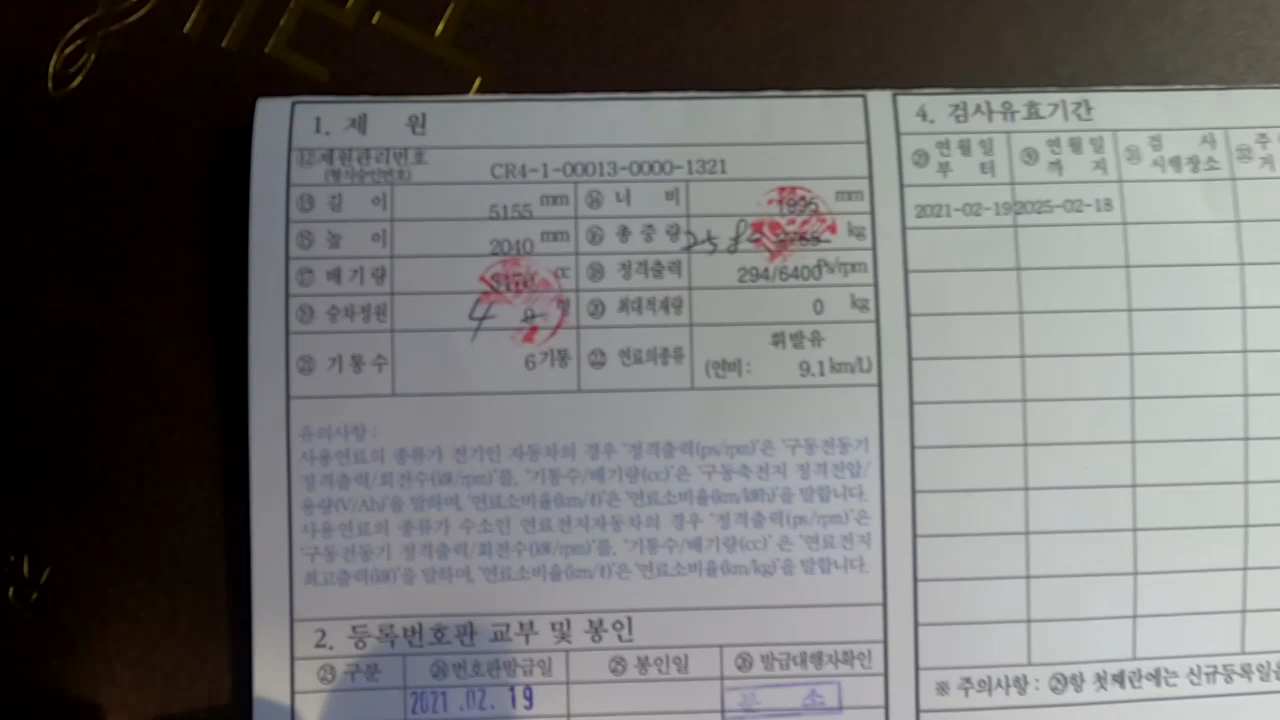 1. 제 원
⑫제원관리번호
(형식승인번호)
CR4-1-00013-0000-1321
⑬ 길 이 5155 mm ⑭ 너 비 1995 mm
⑮ 높 이 2040 mm ⑯ 총 중 량 258 kg
⑰ 배 기 량 cc ⑱ 정격출력 294/6400 Ps/rpm
⑲ 승차정원 4 명 ⑳ 최대적재량 0 kg
㉑ 기 통 수 6기통 ㉒ 연료의종류 휘발유
(연비 : 9.1 km/L)
유의사항 :
사용연료의 종류가 전기인 자동차의 경우 '정격출력(ps/rpm)'은 '구동전동기
정격출력/회전수(kW/rpm)'를, '기통수/배기량(cc)'은 '구동축전지 정격전압/
용량(V/Ah)'을 말하며, '연료소비율(km/ℓ)'은 '연료소비율(km/kWh)'을 말합니다.
사용연료의 종류가 수소인 연료전지자동차의 경우 '정격출력(ps/rpm)'은
'구동전동기 정격출력/회전수(kW/rpm)'를, '기통수/배기량(cc)' 은 '연료전지
최고출력(kW)'을 말하며, '연료소비율(km/ℓ)'은 '연료소비율(km/kg)'을 말합니다.
2. 등록번호판 교부 및 봉인
㉓ 구분 ㉔번호판발급일 ㉕ 봉인일 ㉖ 발급대행자확인
2021.02.19
4. 검사유효기간
㉙ 연 월 일 부 터 ㉚ 연 월 일 까 지 ㉛ 검 사 시행장소 ㉜ 주
2021-02-19 2025-02-18
※ 주의사항 : ㉙항 첫째란에는 신규등록일을